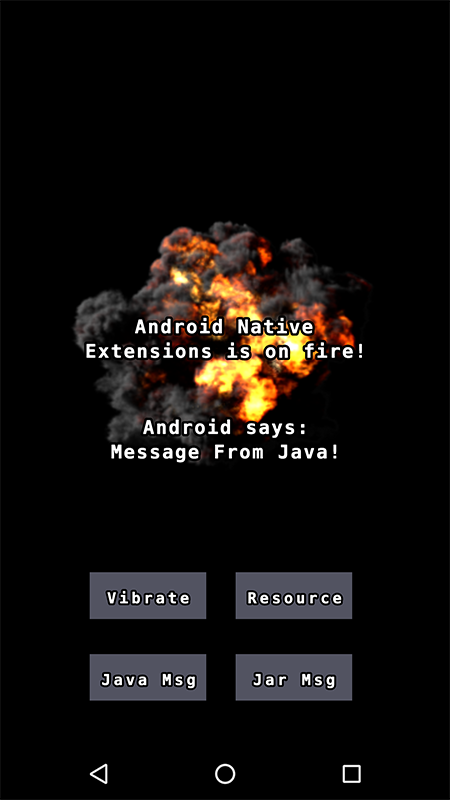 Android Native
Extensions is on fire!
Android says:
Message From Java!
Vibrate
Resource
Java Msg
Jar Msg